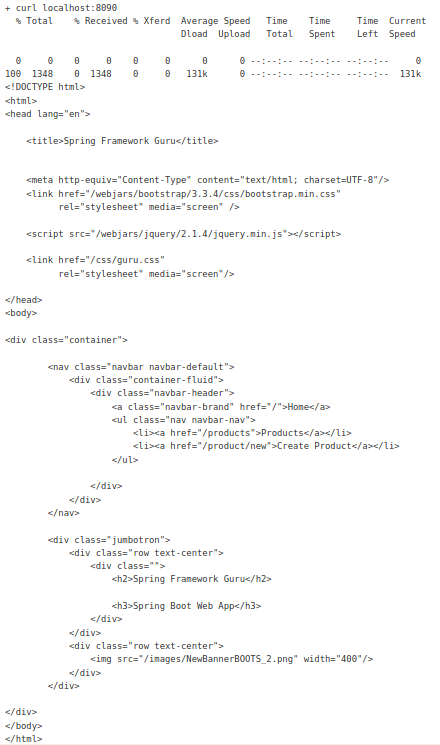 + curl localhost:8090
  % Total    % Received % Xferd  Average Speed   Time    Time     Time  Current
                                 Dload  Upload   Total   Spent    Left  Speed
  0     0    0     0    0     0      0      0 --:--:-- --:--:-- --:--:--     0
100  1348    0  1348    0     0   131k      0 --:--:-- --:--:-- --:--:--  131k
<!DOCTYPE html>
<html>
<head lang="en">
    <title>Spring Framework Guru</title>
    <meta http-equiv="Content-Type" content="text/html; charset=UTF-8"/>
    <link href="/webjars/bootstrap/3.3.4/css/bootstrap.min.css"
          rel="stylesheet" media="screen" />
    <script src="/webjars/jquery/2.1.4/jquery.min.js"></script>
    <link href="/css/guru.css"
          rel="stylesheet" media="screen"/>
</head>
<body>
<div class="container">
        <nav class="navbar navbar-default">
            <div class="container-fluid">
                <div class="navbar-header">
                    <a class="navbar-brand" href="/">Home</a>
                    <ul class="nav navbar-nav">
                        <li><a href="/products">Products</a></li>
                        <li><a href="/product/new">Create Product</a></li>
                    </ul>
                </div>
            </div>
        </nav>
        <div class="jumbotron">
            <div class="row text-center">
                <div class="">
                    <h2>Spring Framework Guru</h2>
                    <h3>Spring Boot Web App</h3>
                </div>
            </div>
            <div class="row text-center">
                <img src="/images/NewBannerBOOTS_2.png" width="400"/>
            </div>
        </div>
</div>
</body>
</html>